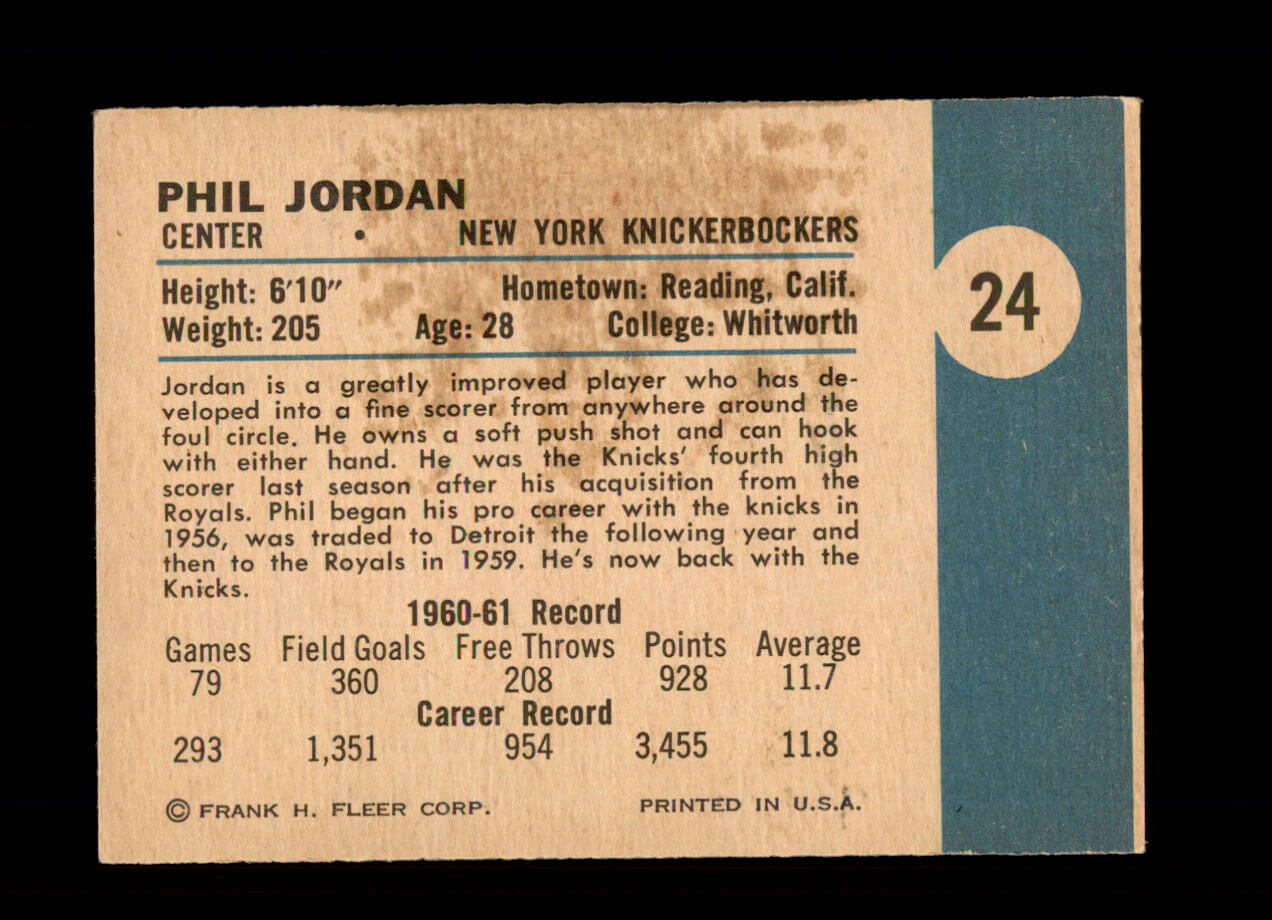 PHIL JORDAN
CENTER • NEW YORK KNICKERBOCKERS
24
Height: 6'10" Hometown: Reading, Calif.
Weight: 205 Age: 28 College: Whitworth
Jordan is a greatly improved player who has de-
veloped into a fine scorer from anywhere around the
foul circle. He owns a soft push shot and can hook
with either hand. He was the Knicks' fourth high
scorer last season after his acquisition from the
Royals. Phil began his pro career with the knicks in
1956, was traded to Detroit the following year and
then to the Royals in 1959. He's now back with the
Knicks.
1960-61 Record
Games Field Goals Free Throws Points Average
79 360 208 928 11.7
Career Record
293 1,351 954 3,455 11.8
© FRANK H. FLEER CORP. PRINTED IN U.S.A.